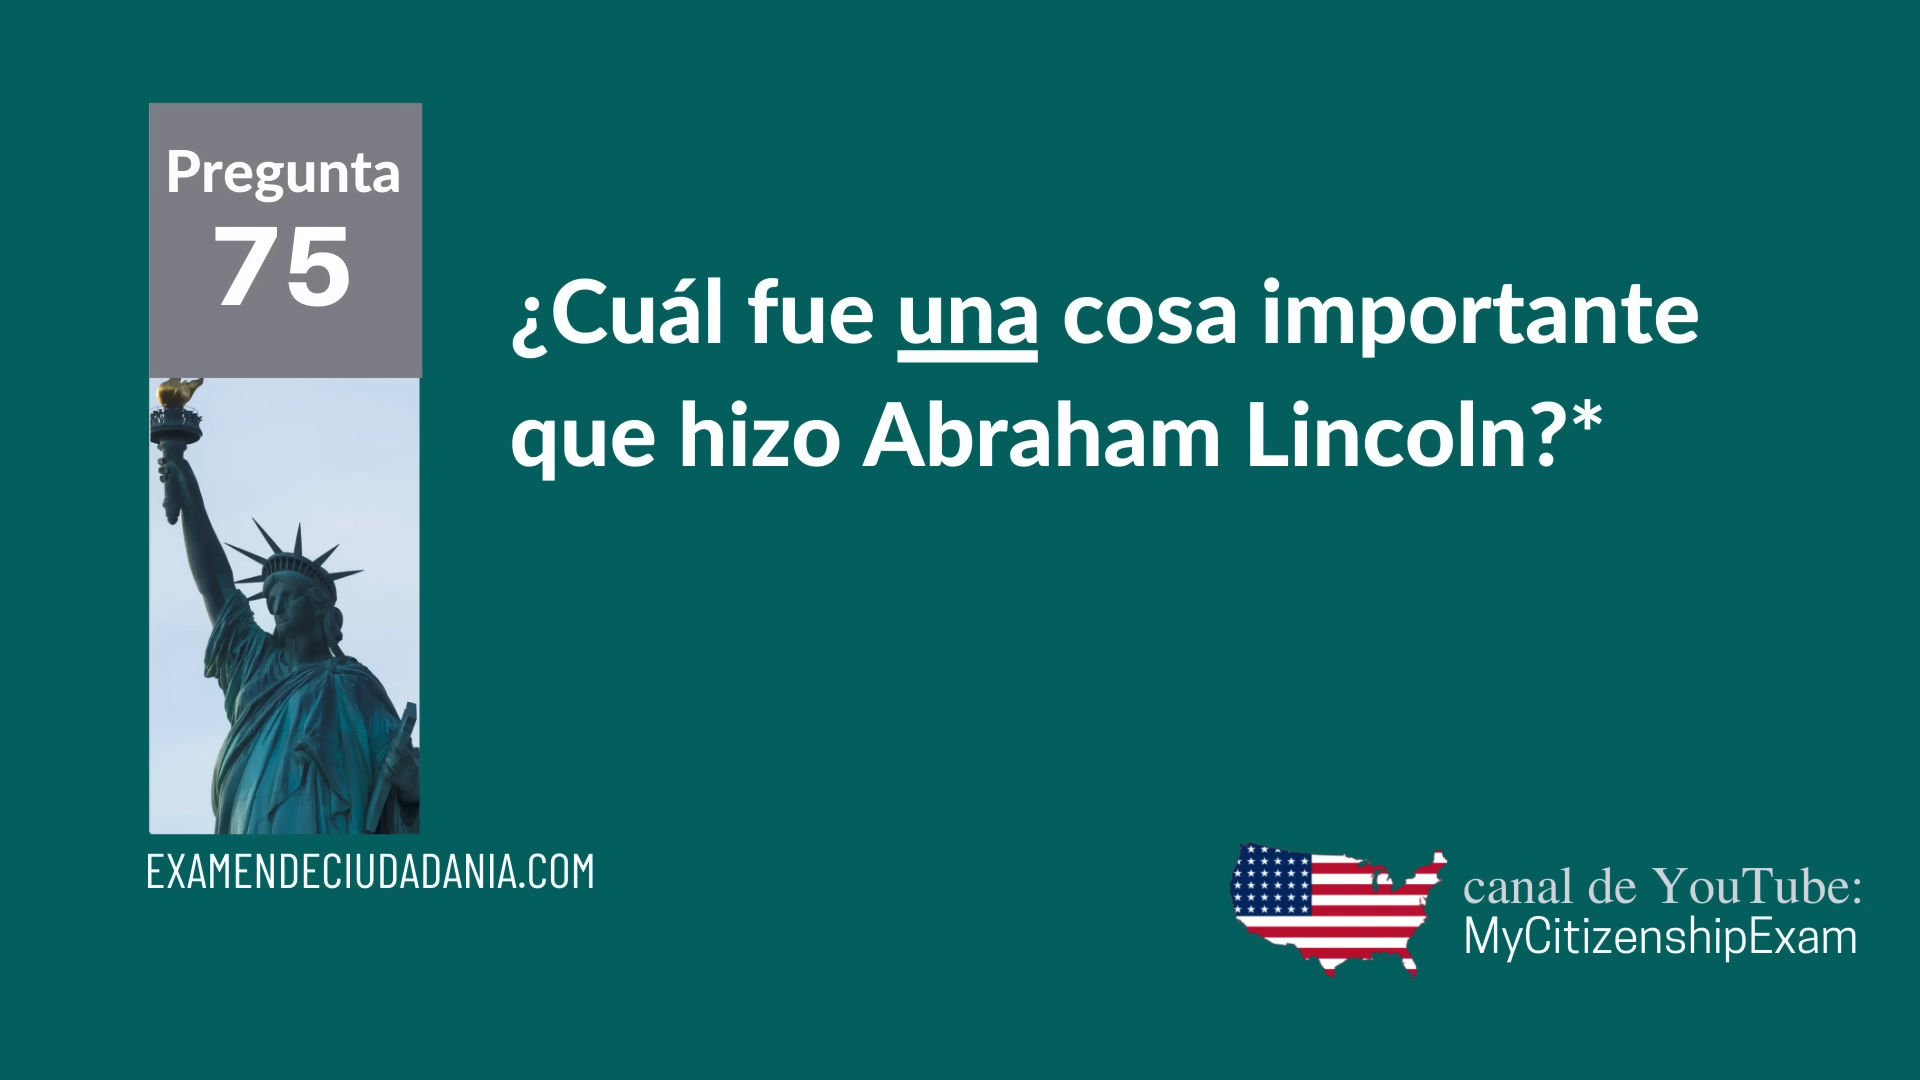 Pregunta
75
¿Cuál fue una cosa importante
que hizo Abraham Lincoln?*
EXAMENDECIUDADANIA.COM
canal de YouTube:
MyCitizenshipExam